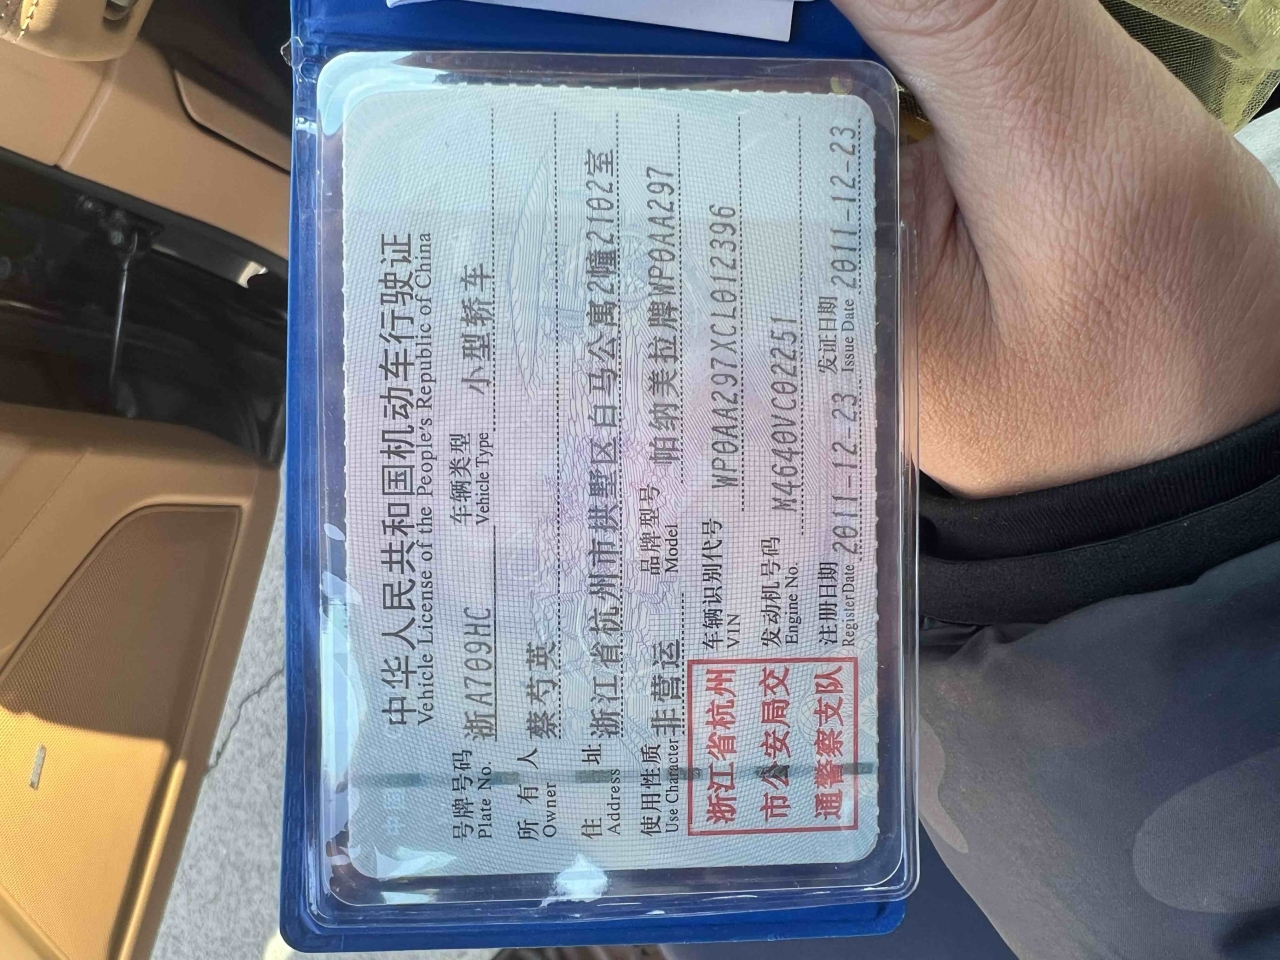 中华人民共和国机动车行驶证
Vehicle License of the People's Republic of China
号牌号码 浙A709HC 车辆类型 小型轿车
Plate No. Vehicle Type
所有人 蔡芍英
Owner
住址 浙江省杭州市拱墅区白马公寓2幢2102室
Address
使用性质 非营运 品牌型号 帕纳美拉牌WP0AA297
Use Character Model
浙江省杭州
市公安局交
通警察支队
车辆识别代号 WP0AA297XCL012396
VIN
发动机号码 M4640VC02251
Engine No.
注册日期 2011-12-23 发证日期 2011-12-23
Register Date Issue Date